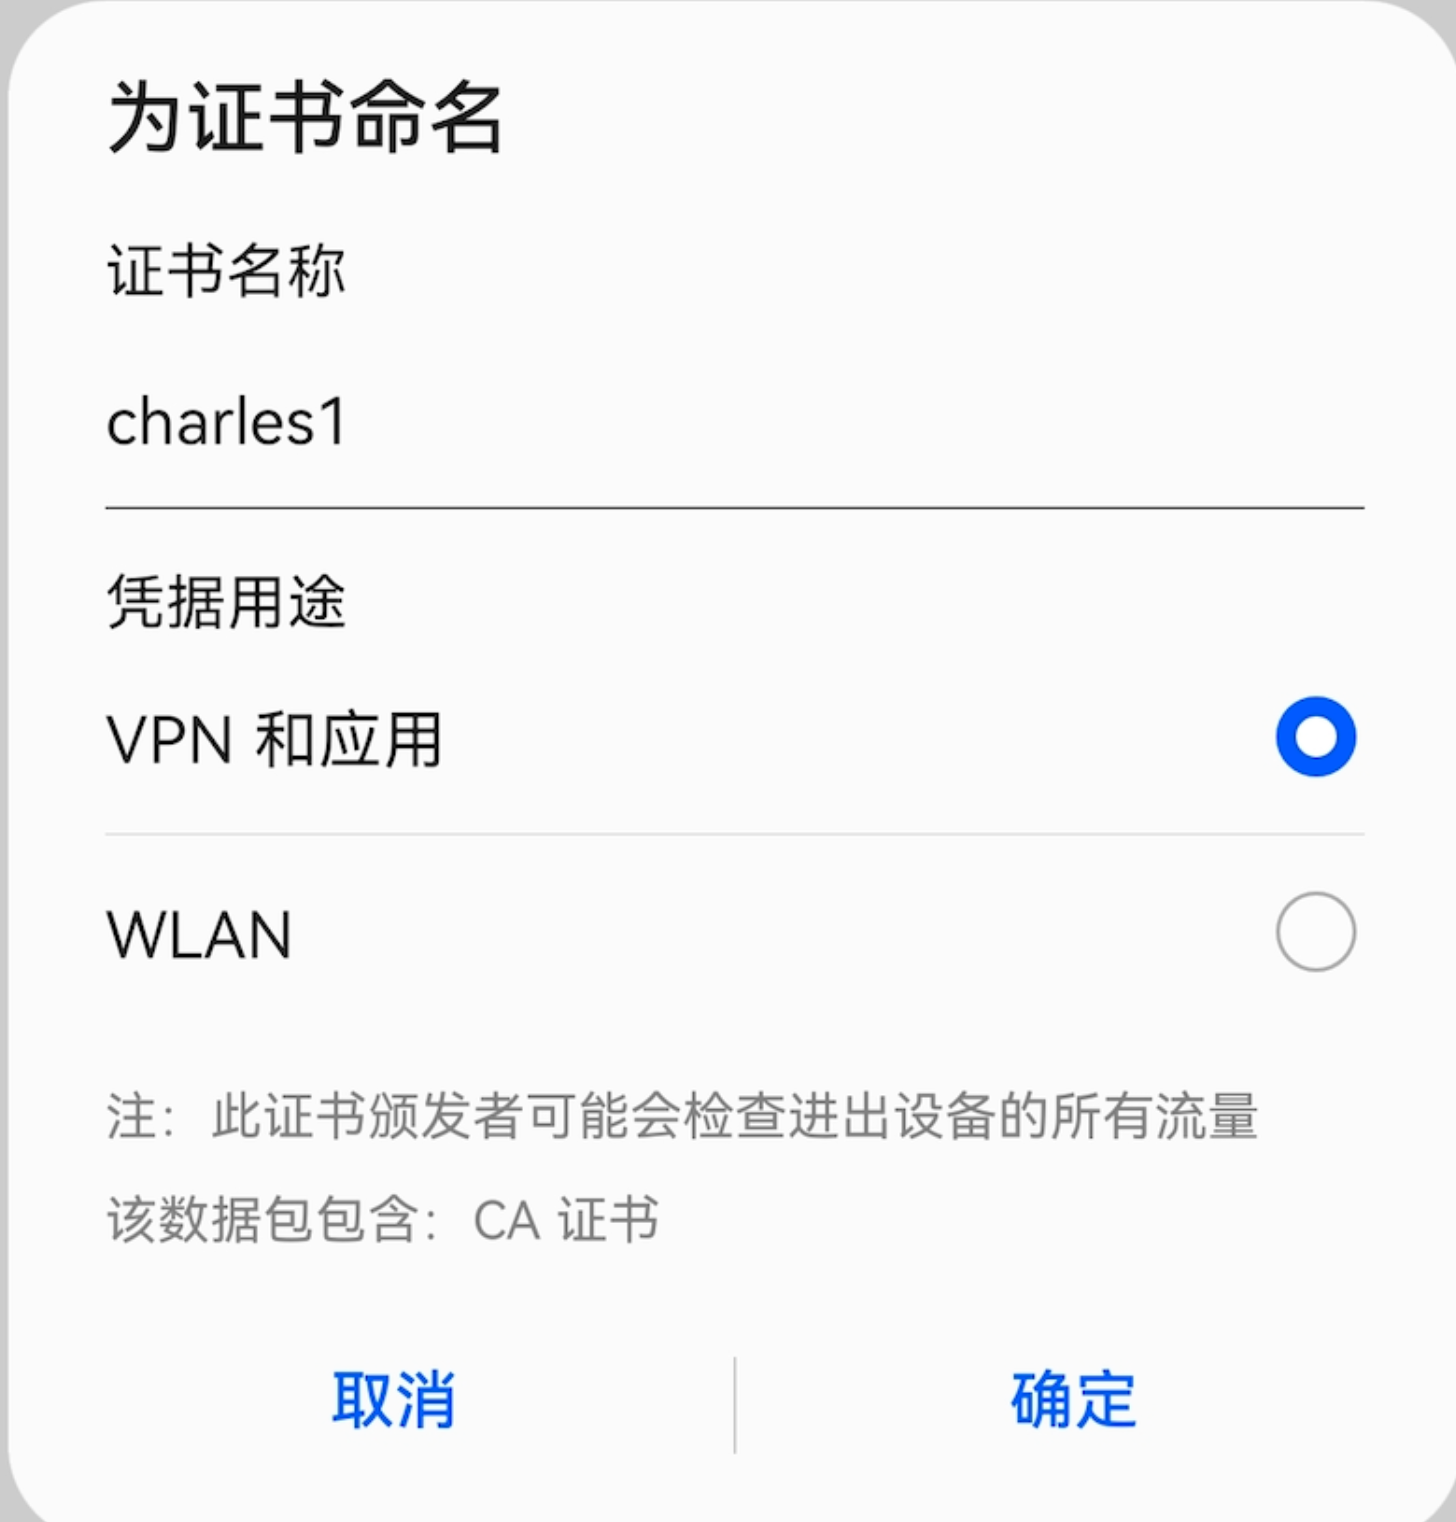 为证书命名
证书名称
charles1
凭据用途
VPN 和应用
WLAN
注：此证书颁发者可能会检查进出设备的所有流量
该数据包包含：CA 证书
取消
确定